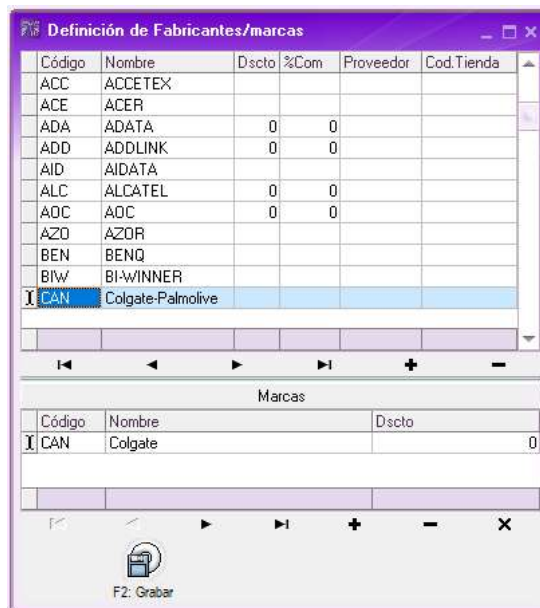 Definición de Fabricantes/marcas
Código Nombre Dscto %Com Proveedor Cod.Tienda
ACC ACCETEX
ACE ACER
ADA ADATA 0 0
ADD ADDLINK 0 0
AID AIDATA
ALC ALCATEL 0 0
AOC AOC 0 0
AZO AZOR
BEN BENQ
BIW BI-WINNER
CAN Colgate-Palmolive
Marcas
Código Nombre Dscto
CAN Colgate 0
F2: Grabar